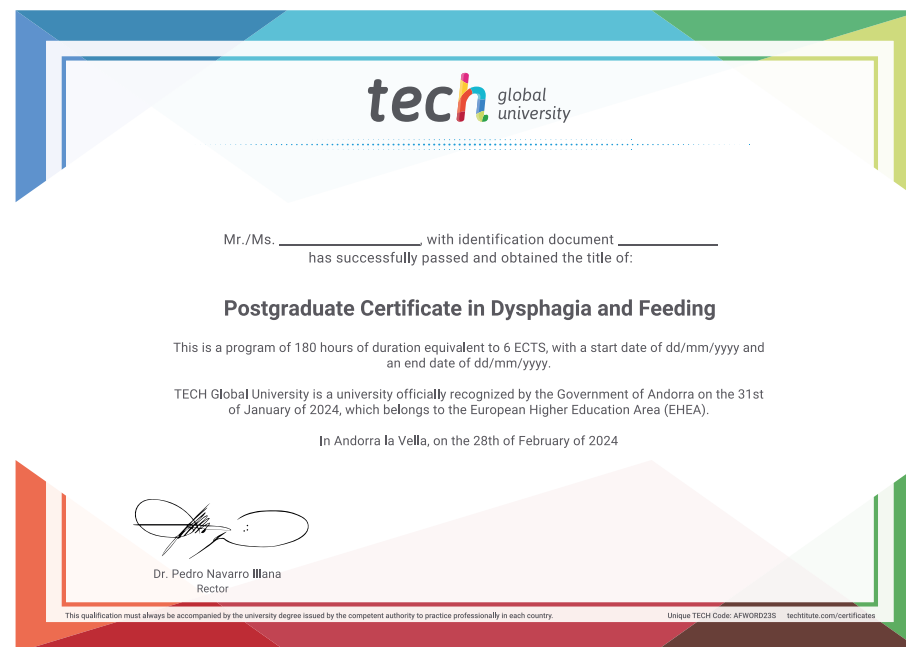 tech global
university
Mr./Ms. ____________, with identification document ____________
has successfully passed and obtained the title of:
Postgraduate Certificate in Dysphagia and Feeding
This is a program of 180 hours of duration equivalent to 6 ECTS, with a start date of dd/mm/yyyy and
an end date of dd/mm/yyyy.
TECH Global University is a university officially recognized by the Government of Andorra on the 31st
of January of 2024, which belongs to the European Higher Education Area (EHEA).
In Andorra la Vella, on the 28th of February of 2024
Dr. Pedro Navarro Illana
Rector
This qualification must always be accompanied by the university degree issued by the competent authority to practice professionally in each country.
Unique TECH Code: AFWORD23S techtitute.com/certificates